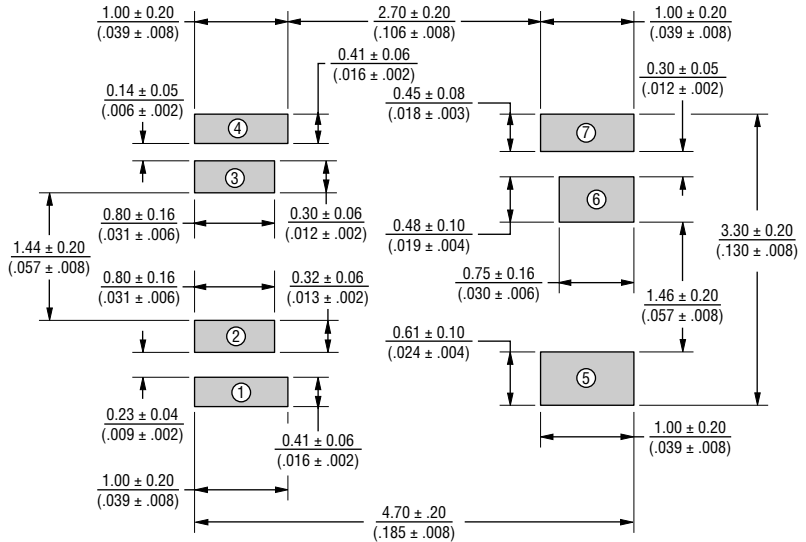 1.00 ± 0.20
(.039 ± .008)
2.70 ± 0.20
(.106 ± .008)
1.00 ± 0.20
(.039 ± .008)
0.41 ± 0.06
(.016 ± .002)
0.30 ± 0.05
(.012 ± .002)
0.14 ± 0.05
(.006 ± .002)
0.45 ± 0.08
(.018 ± .003)
4
7
3
6
0.80 ± 0.16
(.031 ± .006)
0.30 ± 0.06
(.012 ± .002)
0.48 ± 0.10
(.019 ± .004)
3.30 ± 0.20
(.130 ± .008)
1.44 ± 0.20
(.057 ± .008)
0.80 ± 0.16
(.031 ± .006)
0.32 ± 0.06
(.013 ± .002)
0.75 ± 0.16
(.030 ± .006)
1.46 ± 0.20
(.057 ± .008)
2
0.61 ± 0.10
(.024 ± .004)
5
1
0.23 ± 0.04
(.009 ± .002)
0.41 ± 0.06
(.016 ± .002)
1.00 ± 0.20
(.039 ± .008)
1.00 ± 0.20
(.039 ± .008)
4.70 ± .20
(.185 ± .008)